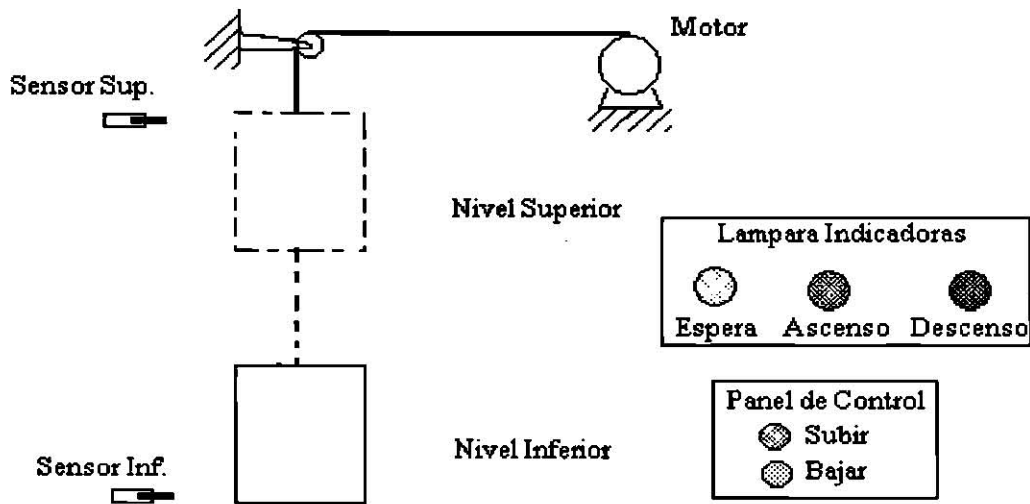 Motor
Sensor Sup.
Nivel Superior
Lampara Indicadoras
Espera Ascenso Descenso
Panel de Control
Subir
Bajar
Nivel Inferior
Sensor Inf.